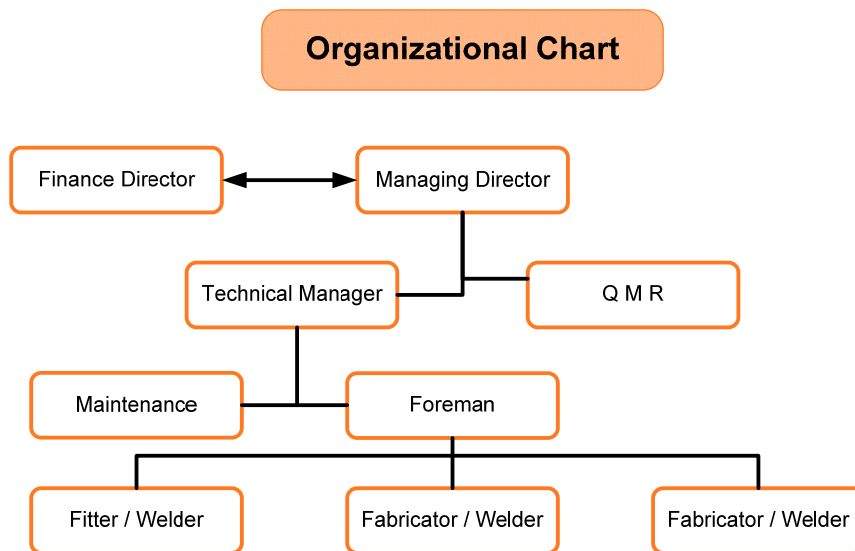 Organizational Chart
Finance Director
Managing Director
Technical Manager
Q M R
Maintenance
Foreman
Fitter / Welder
Fabricator / Welder
Fabricator / Welder